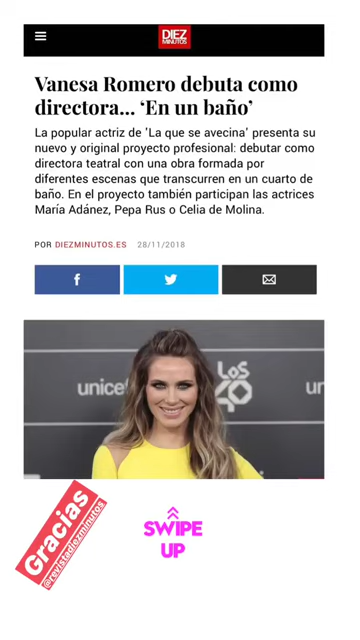 DIEZ
MINUTOS
Vanesa Romero debuta como
directora... ‘En un baño’
La popular actriz de 'La que se avecina' presenta su
nuevo y original proyecto profesional: debutar como
directora teatral con una obra formada por
diferentes escenas que transcurren en un cuarto de
baño. En el proyecto también participan las actrices
María Adánez, Pepa Rus o Celia de Molina.
POR DIEZMINUTOS.ES 28/11/2018
f
unicef
LOS
40
Gracias
@revistadiezminutos
SWIPE
UP